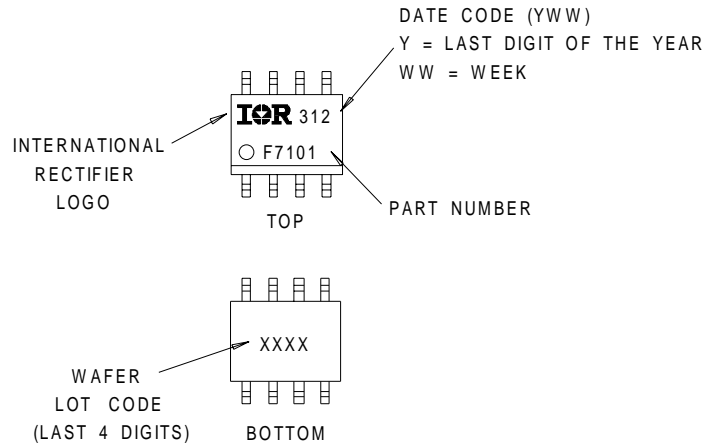 DATE CODE (YWW)
Y = LAST DIGIT OF THE YEAR
WW = WEEK
IOR 312
F7101
INTERNATIONAL
RECTIFIER
LOGO
PART NUMBER
TOP
XXXX
WAFER
LOT CODE
(LAST 4 DIGITS)
BOTTOM